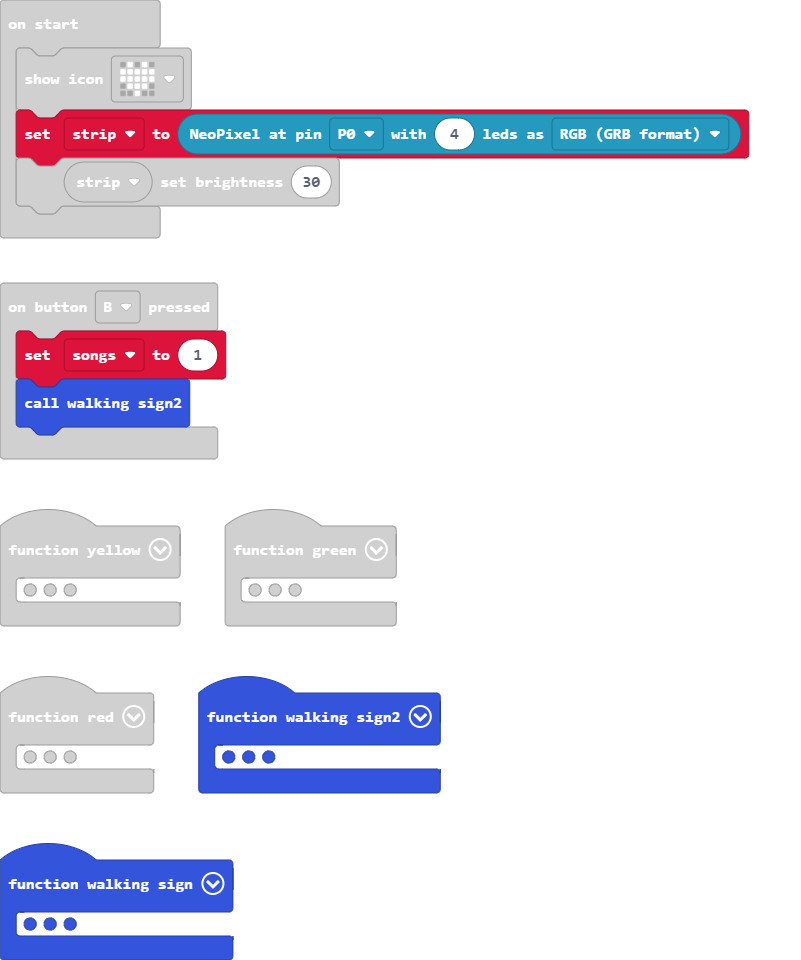 on start
show icon
set strip to NeoPixel at pin P0 with 4 leds as RGB (GRB format)
strip set brightness 30
on button B pressed
set songs to 1
call walking sign2
function yellow
function green
function red
function walking sign2
function walking sign